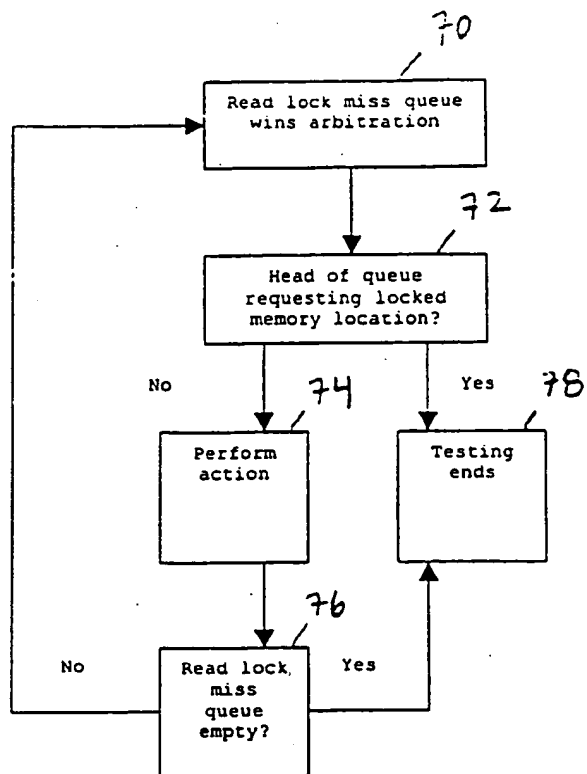 70
Read lock miss queue
wins arbitration
72
Head of queue
requesting locked
memory location?
No
74
Yes
78
Perform
action
Testing
ends
76
No
Read lock,
miss
queue
empty?
Yes